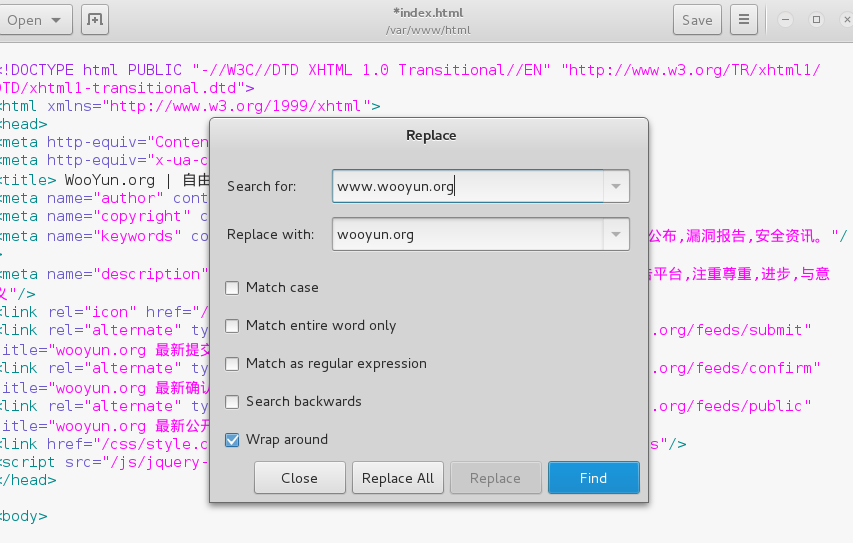 Open
*index.html
/var/www/html
Save
<!DOCTYPE html PUBLIC "-//W3C//DTD XHTML 1.0 Transitional//EN" "http://www.w3.org/TR/xhtml1/
DTD/xhtml1-transitional.dtd">
<html xmlns="http://www.w3.org/1999/xhtml">
<head>
<meta http-equiv="Conten
<meta http-equiv="x-ua-c
<title> WooYun.org | 自由
<meta name="author" cont
<meta name="copyright" c
<meta name="keywords" co
公布,漏洞报告,安全资讯。"/
>
<meta name="description"
告平台,注重尊重,进步,与意
义"/>
<link rel="icon" href="/
<link rel="alternate" ty
.org/feeds/submit"
title="wooyun.org 最新提交
<link rel="alternate" ty
.org/feeds/confirm"
title="wooyun.org 最新确认
<link rel="alternate" ty
.org/feeds/public"
title="wooyun.org 最新公开
<link href="/css/style.c
s"/>
<script src="/js/jquery-
</head>
<body>
Replace
Search for: www.wooyun.org
Replace with: wooyun.org
Match case
Match entire word only
Match as regular expression
Search backwards
Wrap around
Close Replace All Replace Find